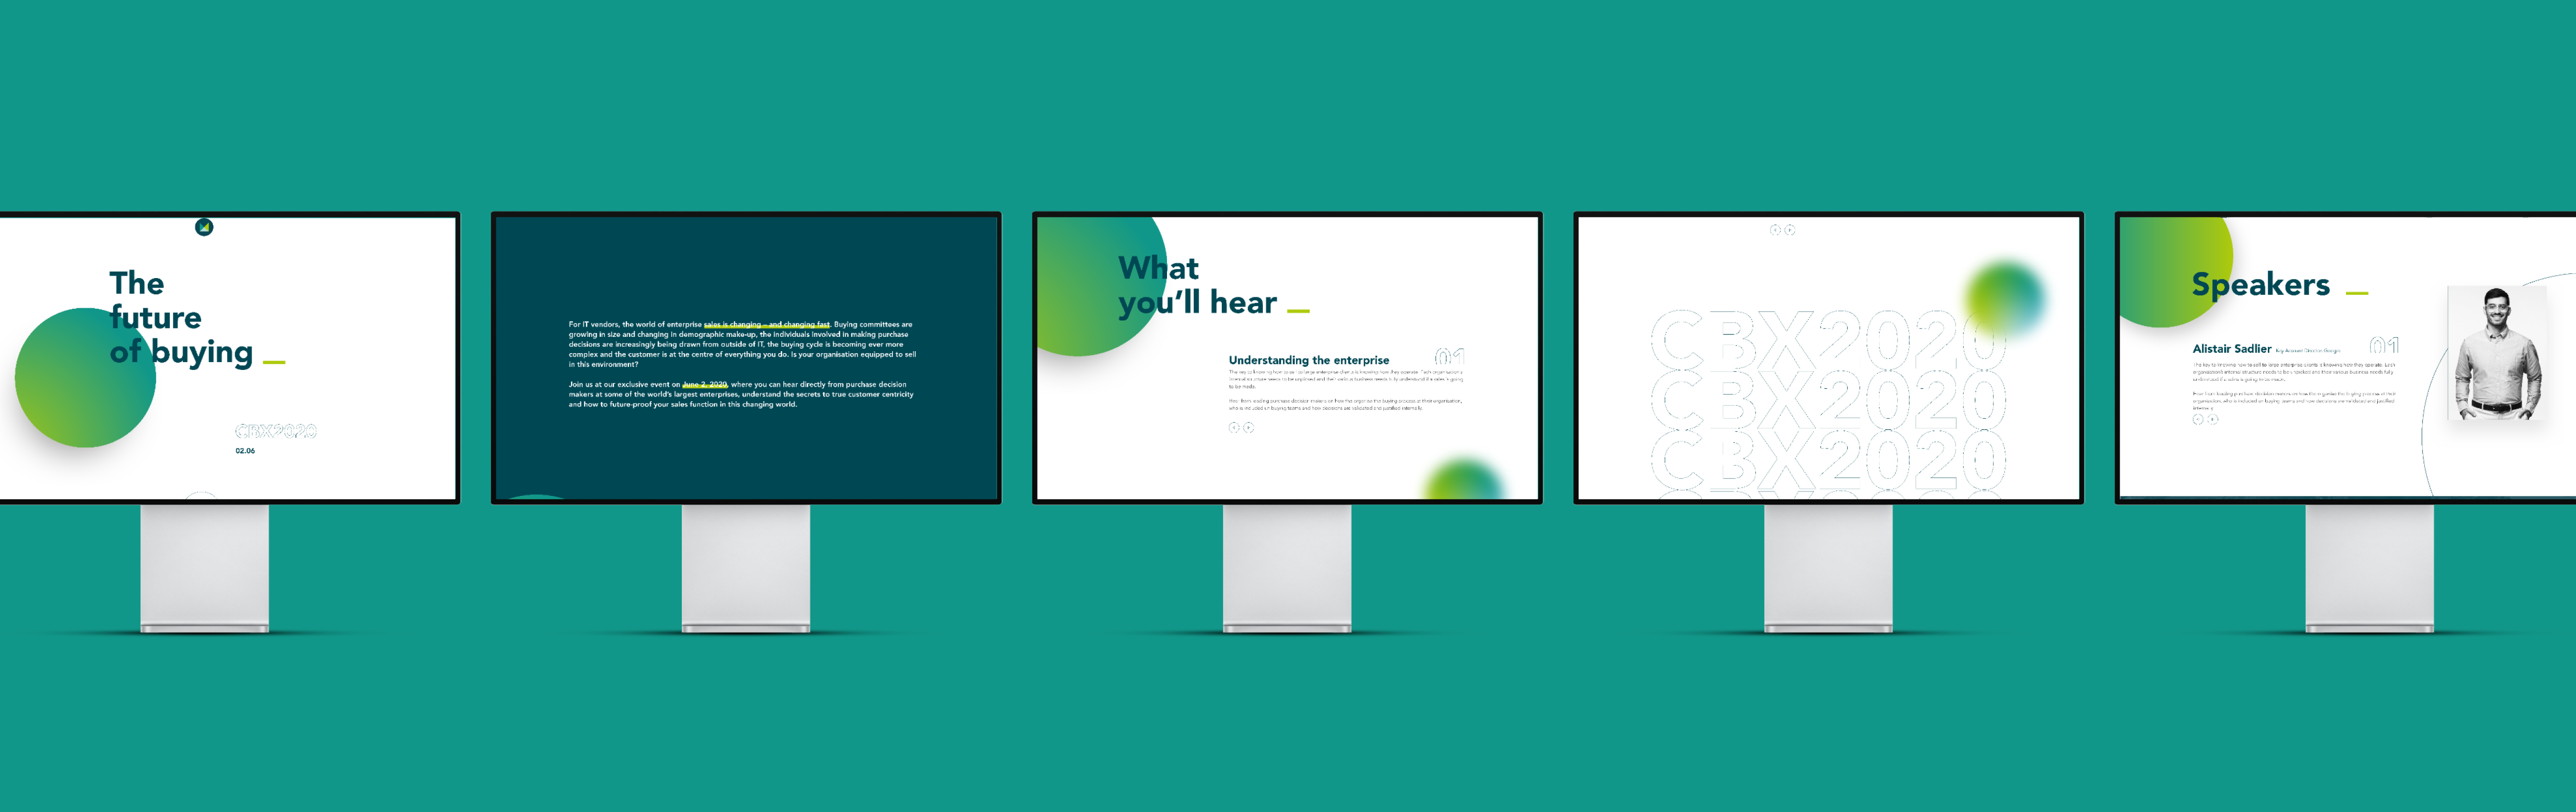 The
future
of buying _
CBX2020
02.06
For IT vendors, the world of enterprise sales is changing – and changing fast. Buying committees are
growing in size and changing in demographic make-up, the individuals involved in making purchase
decisions are increasingly being drawn from outside of IT, the buying cycle is becoming ever more
complex and the customer is at the centre of everything you do. Is your organisation equipped to sell
in this environment?
Join us at our exclusive event on June 2, 2020, where you can hear directly from purchase decision
makers at some of the world's largest enterprises, understand the secrets to true customer centricity
and how to future-proof your sales function in this changing world.
What
you'll hear _
Understanding the enterprise
01
CBX2020
CBX2020
CBX2020
Speakers _
Alistair Sadlier
01